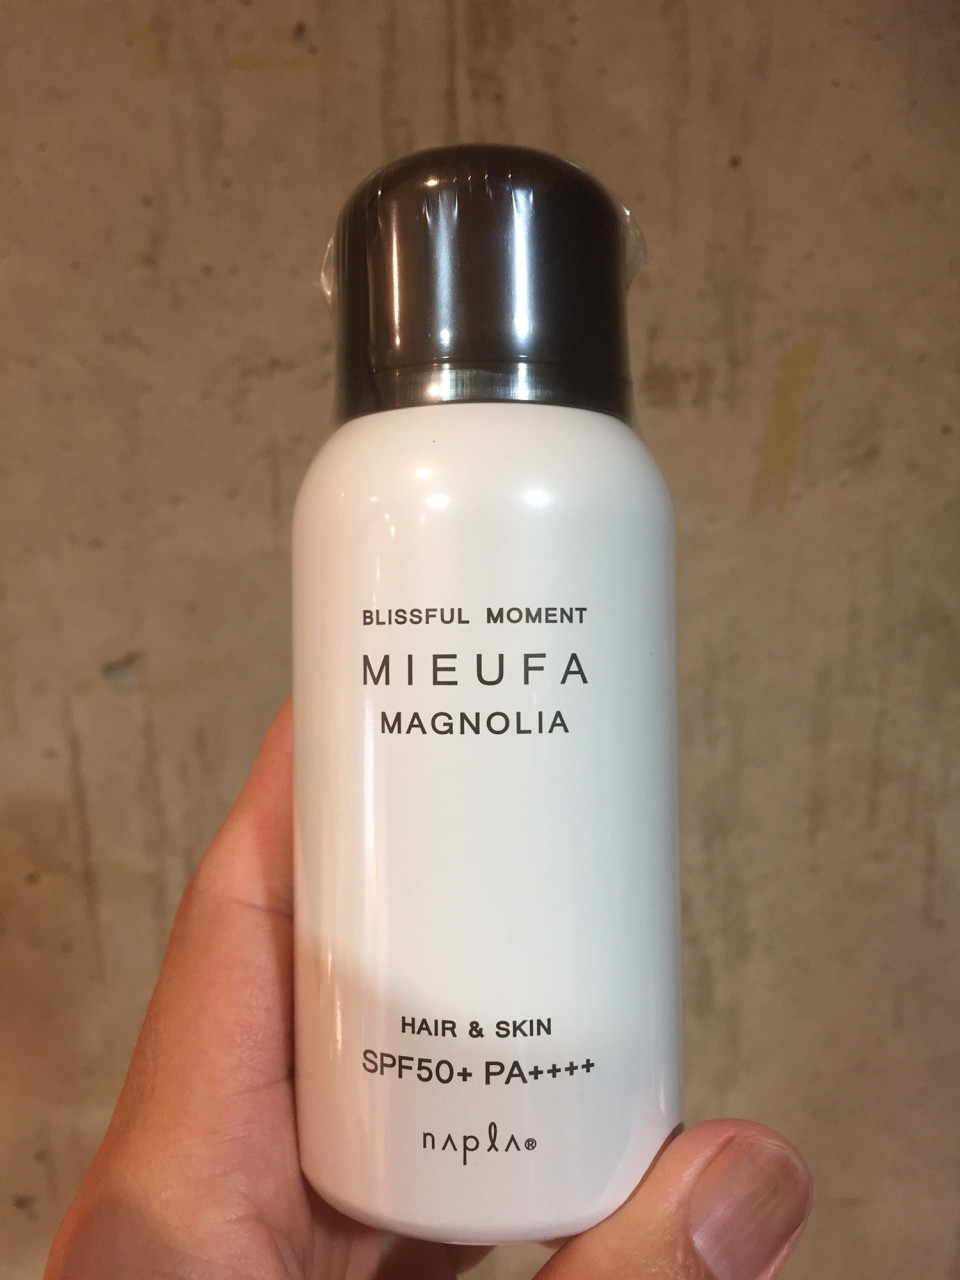 BLISSFUL MOMENT
MIEUFA
MAGNOLIA
HAIR & SKIN
SPF50+ PA++++
napla®